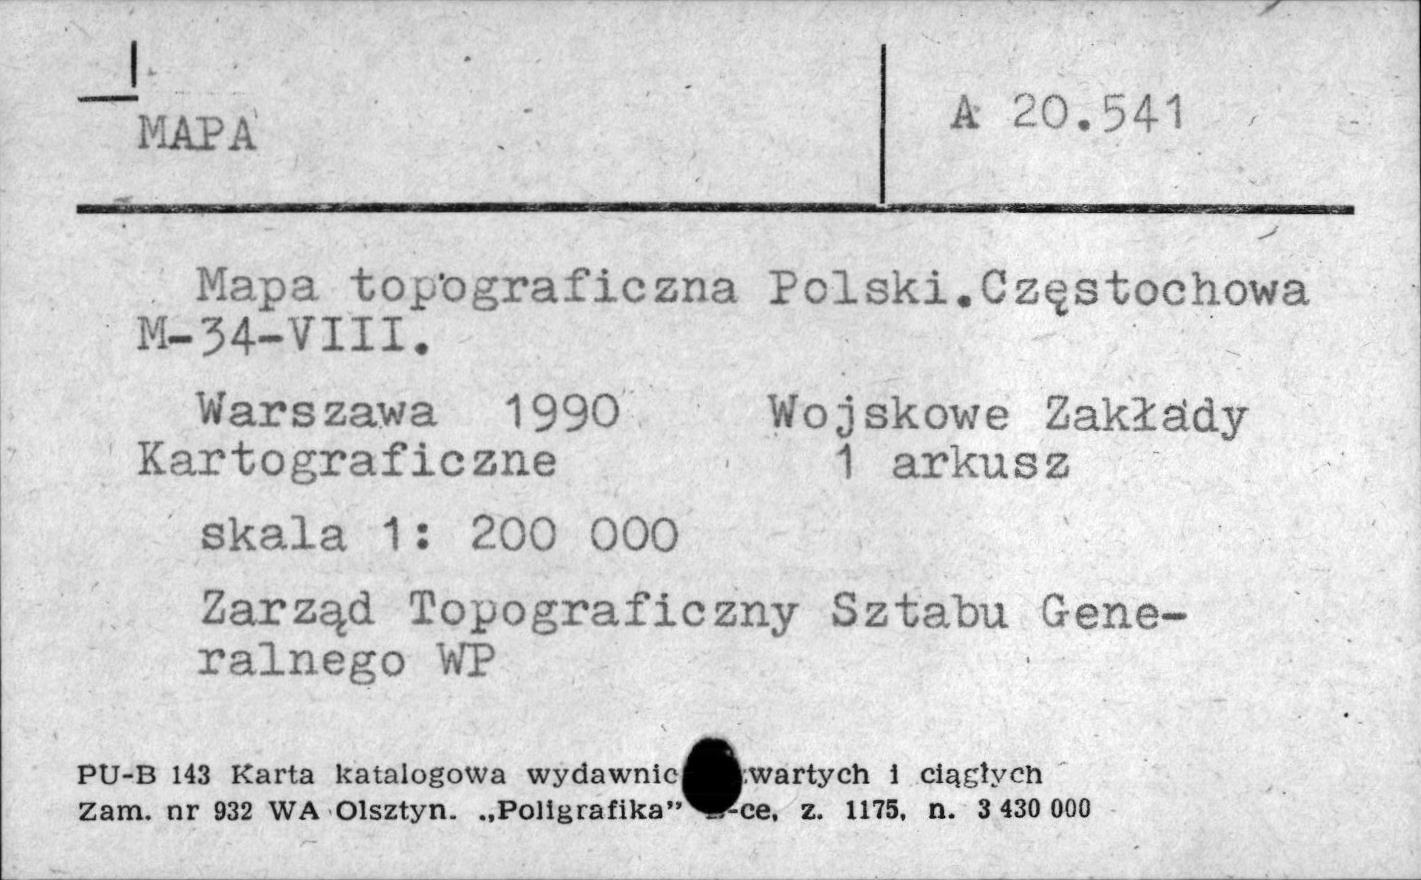 MAPA
A 20.541
Mapa topograficzna Polski.Częstochowa
M-34-VIII.
Warszawa 1990 Wojskowe Zakłady
Kartograficzne 1 arkusz
skala 1: 200 000
Zarząd Topograficzny Sztabu Gene-
ralnego WP
PU-B 143 Karta katalogowa wydawnic wartych i ciągłych
Zam. nr 932 WA Olsztyn. „Poligrafika” -ce, z. 1175, n. 3 430 000